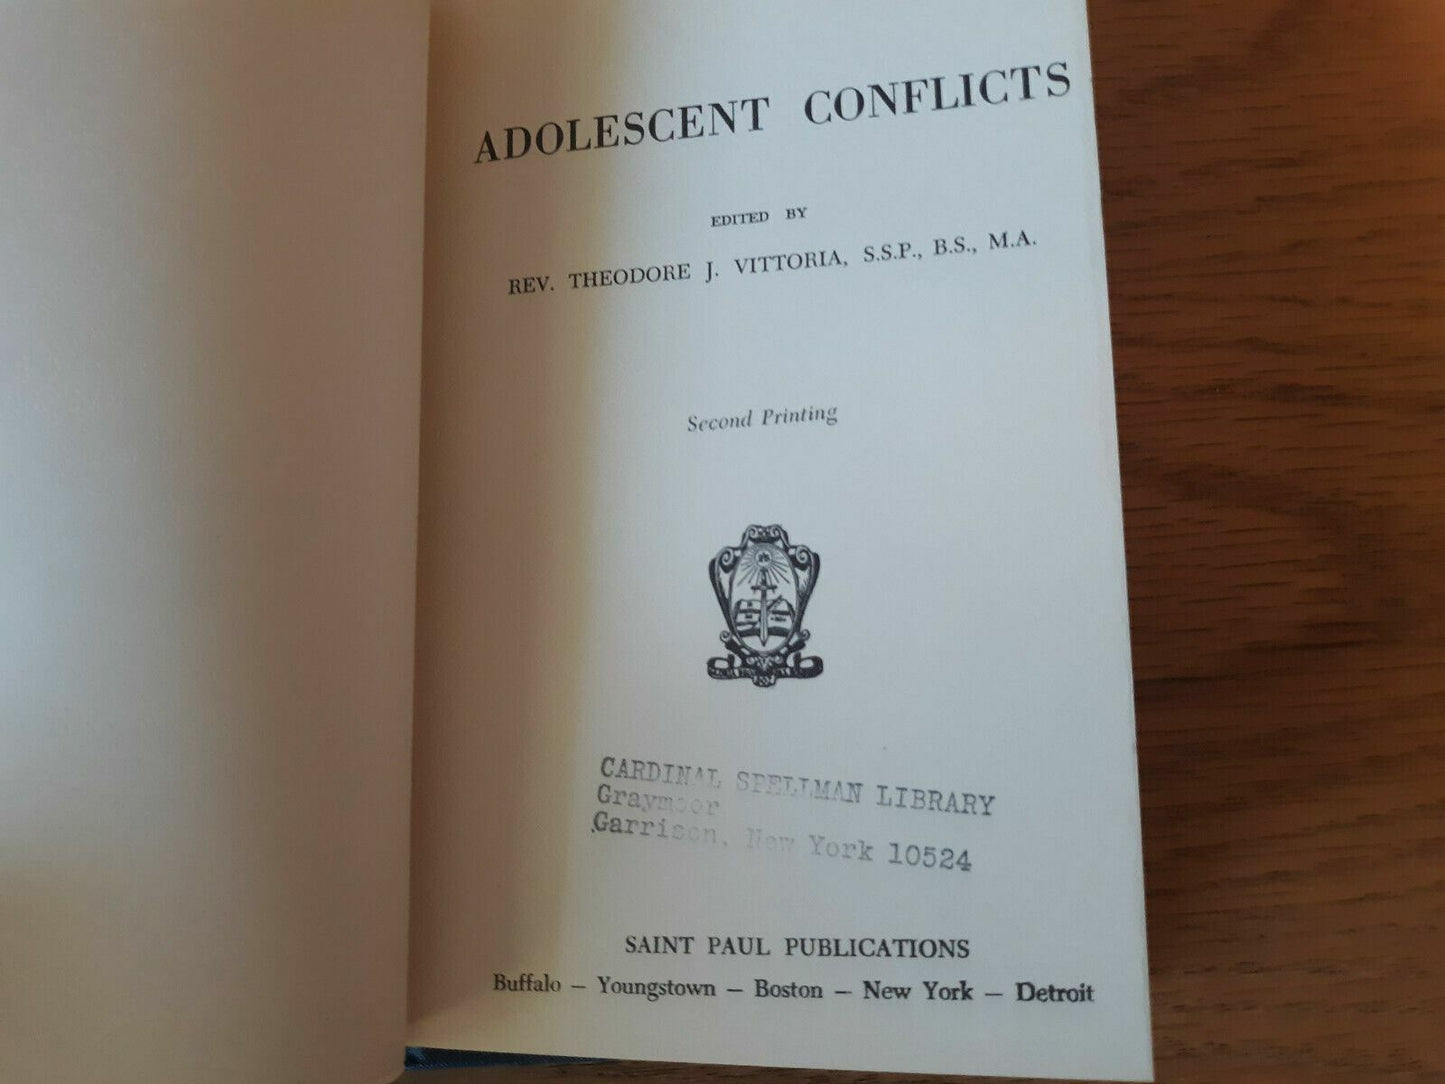 ADOLESCENT CONFLICTS
EDITED BY
REV. THEODORE J. VITTORIA, S.S.P., B.S., M.A.
Second Printing
CARDINAL SPELLMAN LIBRARY
Graymoor
Garrison, New York 10524
SAINT PAUL PUBLICATIONS
Buffalo — Youngstown — Boston — New York — Detroit